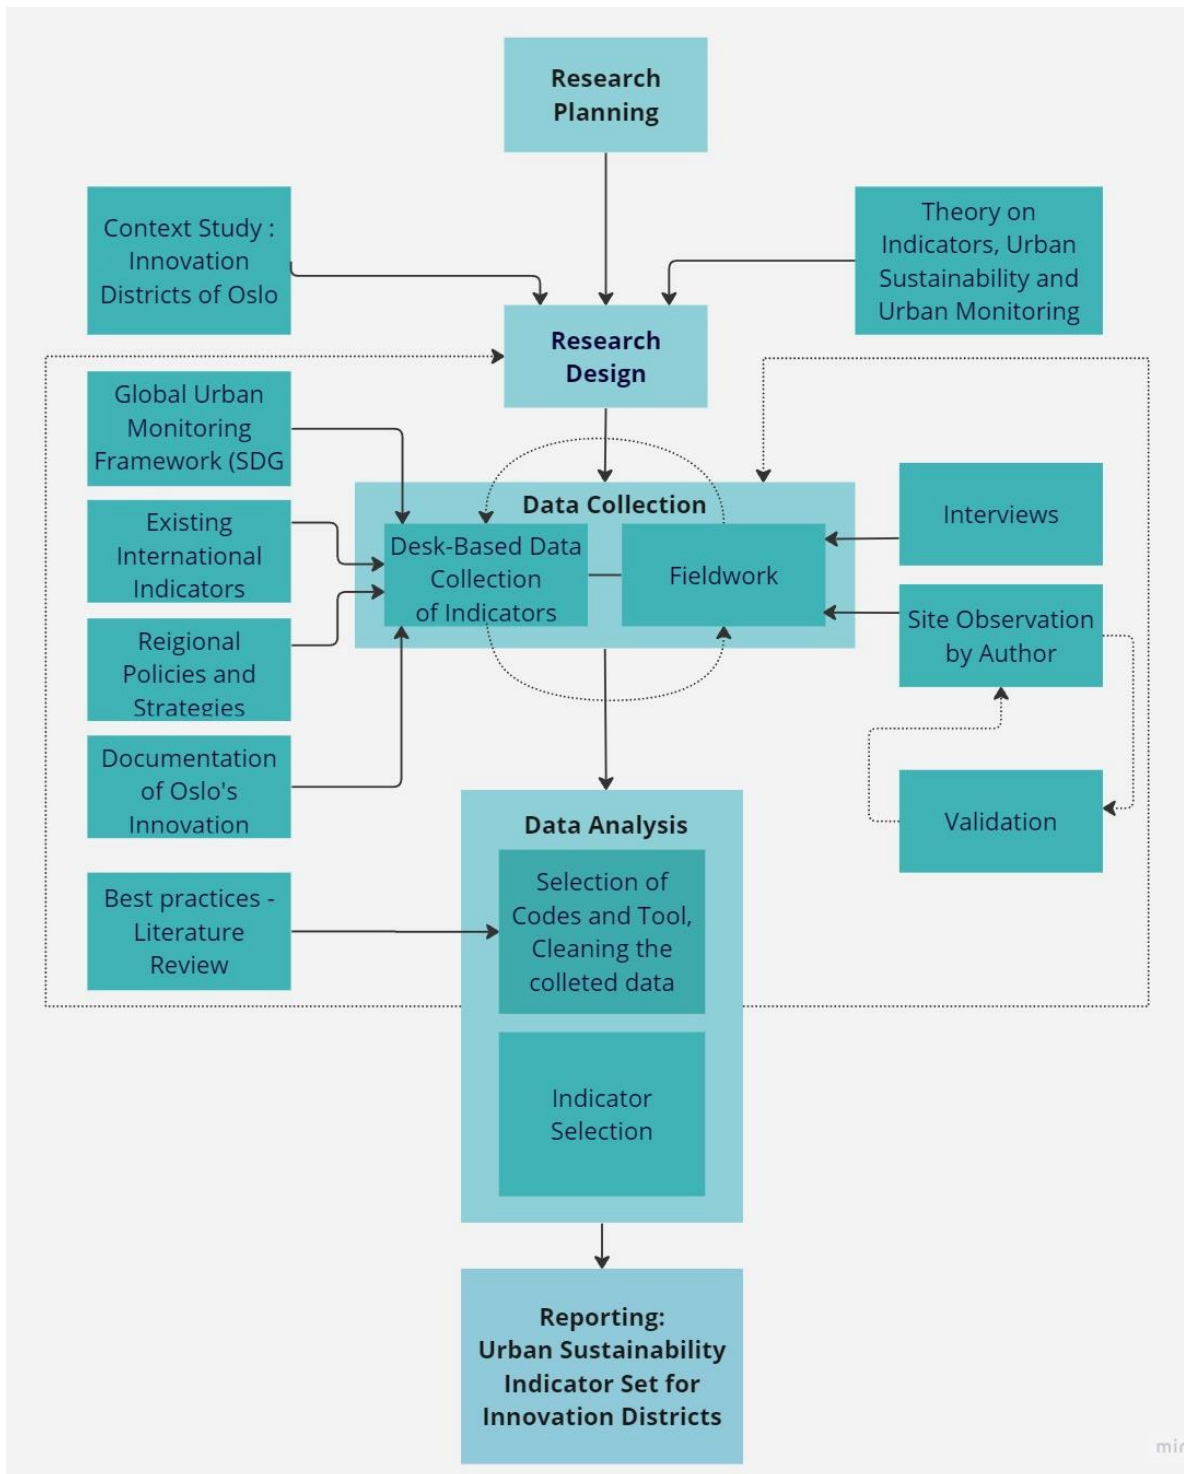 Research
Planning
Context Study :
Innovation
Districts of Oslo
Theory on
Indicators, Urban
Sustainability and
Urban Monitoring
Research
Design
Global Urban
Monitoring
Framework (SDG
Existing
International
Indicators
Reigional
Policies and
Strategies
Documentation
of Oslo's
Innovation
Best practices -
Literature
Review
Data Collection
Desk-Based Data
Collection
of Indicators
Fieldwork
Interviews
Site Observation
by Author
Validation
Data Analysis
Selection of
Codes and Tool,
Cleaning the
colleted data
Indicator
Selection
Reporting:
Urban Sustainability
Indicator Set for
Innovation Districts